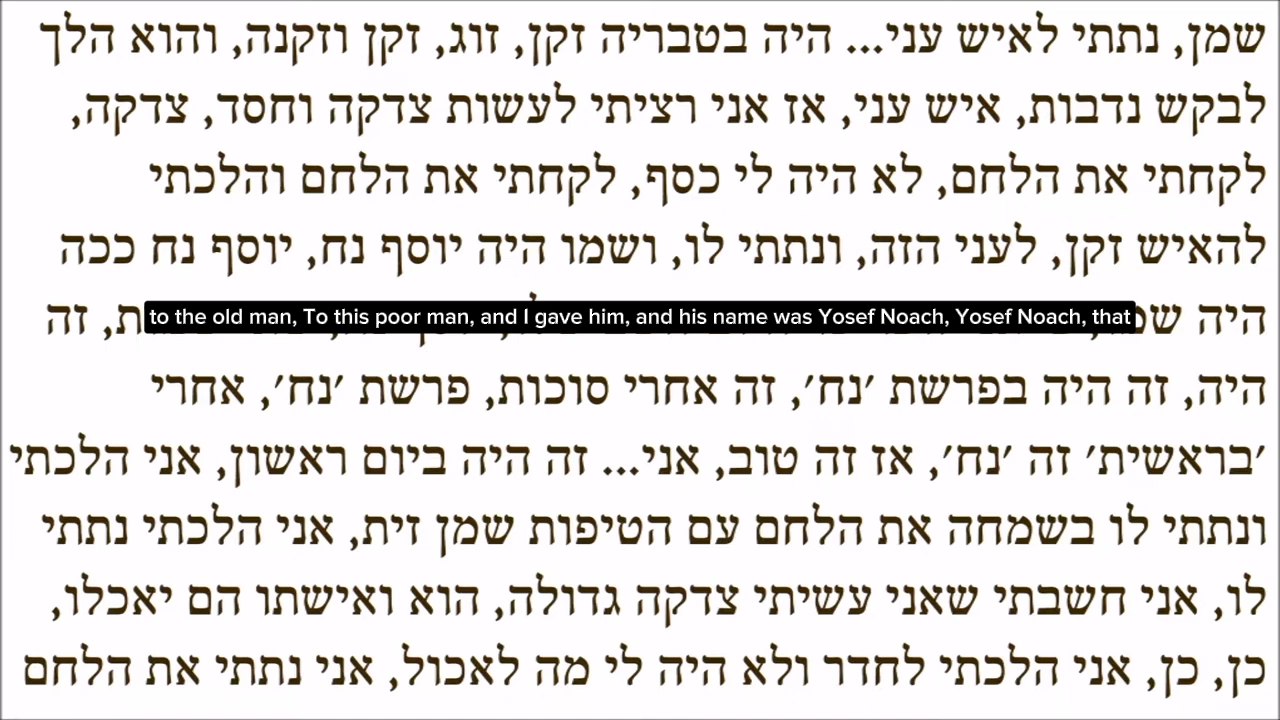 שמן, נתתי לאיש עני... היה בטבריה זקן, זוג, זקן וזקנה, והוא הלך
לבקש נדבות, איש עני, אז אני רציתי לעשות צדקה וחסד, צדקה,
לקחתי את הלחם, לא היה לי כסף, לקחתי את הלחם והלכתי
להאיש זקן, לעני הזה, ונתתי לו, ושמו היה יוסף נח, יוסף נח ככה
היה זה
to the old man, To this poor man, and I gave him, and his name was Yosef Noach, Yosef Noach, that
היה, זה היה בפרשת 'נח', זה אחרי סוכות, פרשת 'נח', אחרי
'בראשית' זה 'נח', אז זה טוב, אני... זה היה ביום ראשון, אני הלכתי
ונתתי לו בשמחה את הלחם עם הטיפות שמן זית, אני הלכתי נתתי
לו, אני חשבתי שאני עשיתי צדקה גדולה, הוא ואישתו הם יאכלו,
כן, כן, אני הלכתי לחדר ולא היה לי מה לאכול, אני נתתי את הלחם